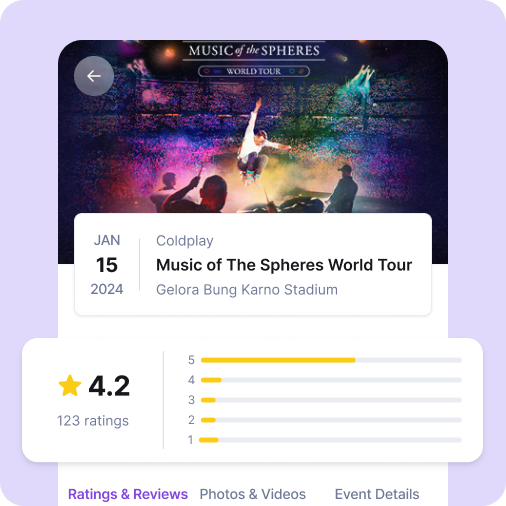 MUSIC of the SPHERES
WORLD TOUR
JAN
15
2024
Coldplay
Music of The Spheres World Tour
Gelora Bung Karno Stadium
4.2
123 ratings
5
4
3
2
1
Ratings & Reviews
Photos & Videos
Event Details